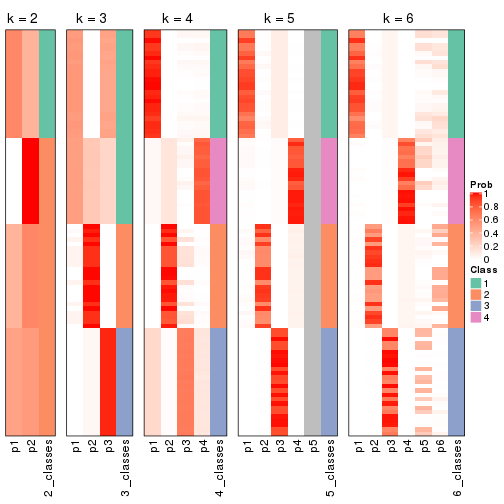 k = 2
k = 3
k = 4
k = 5
k = 6
Prob
1
0.8
0.6
0.4
0.2
0
Class
1
2
3
4
p1
p2
2_classes
p1
p2
p3
3_classes
p1
p2
p3
p4
4_classes
p1
p2
p3
p4
p5
5_classes
p1
p2
p3
p4
p5
p6
6_classes